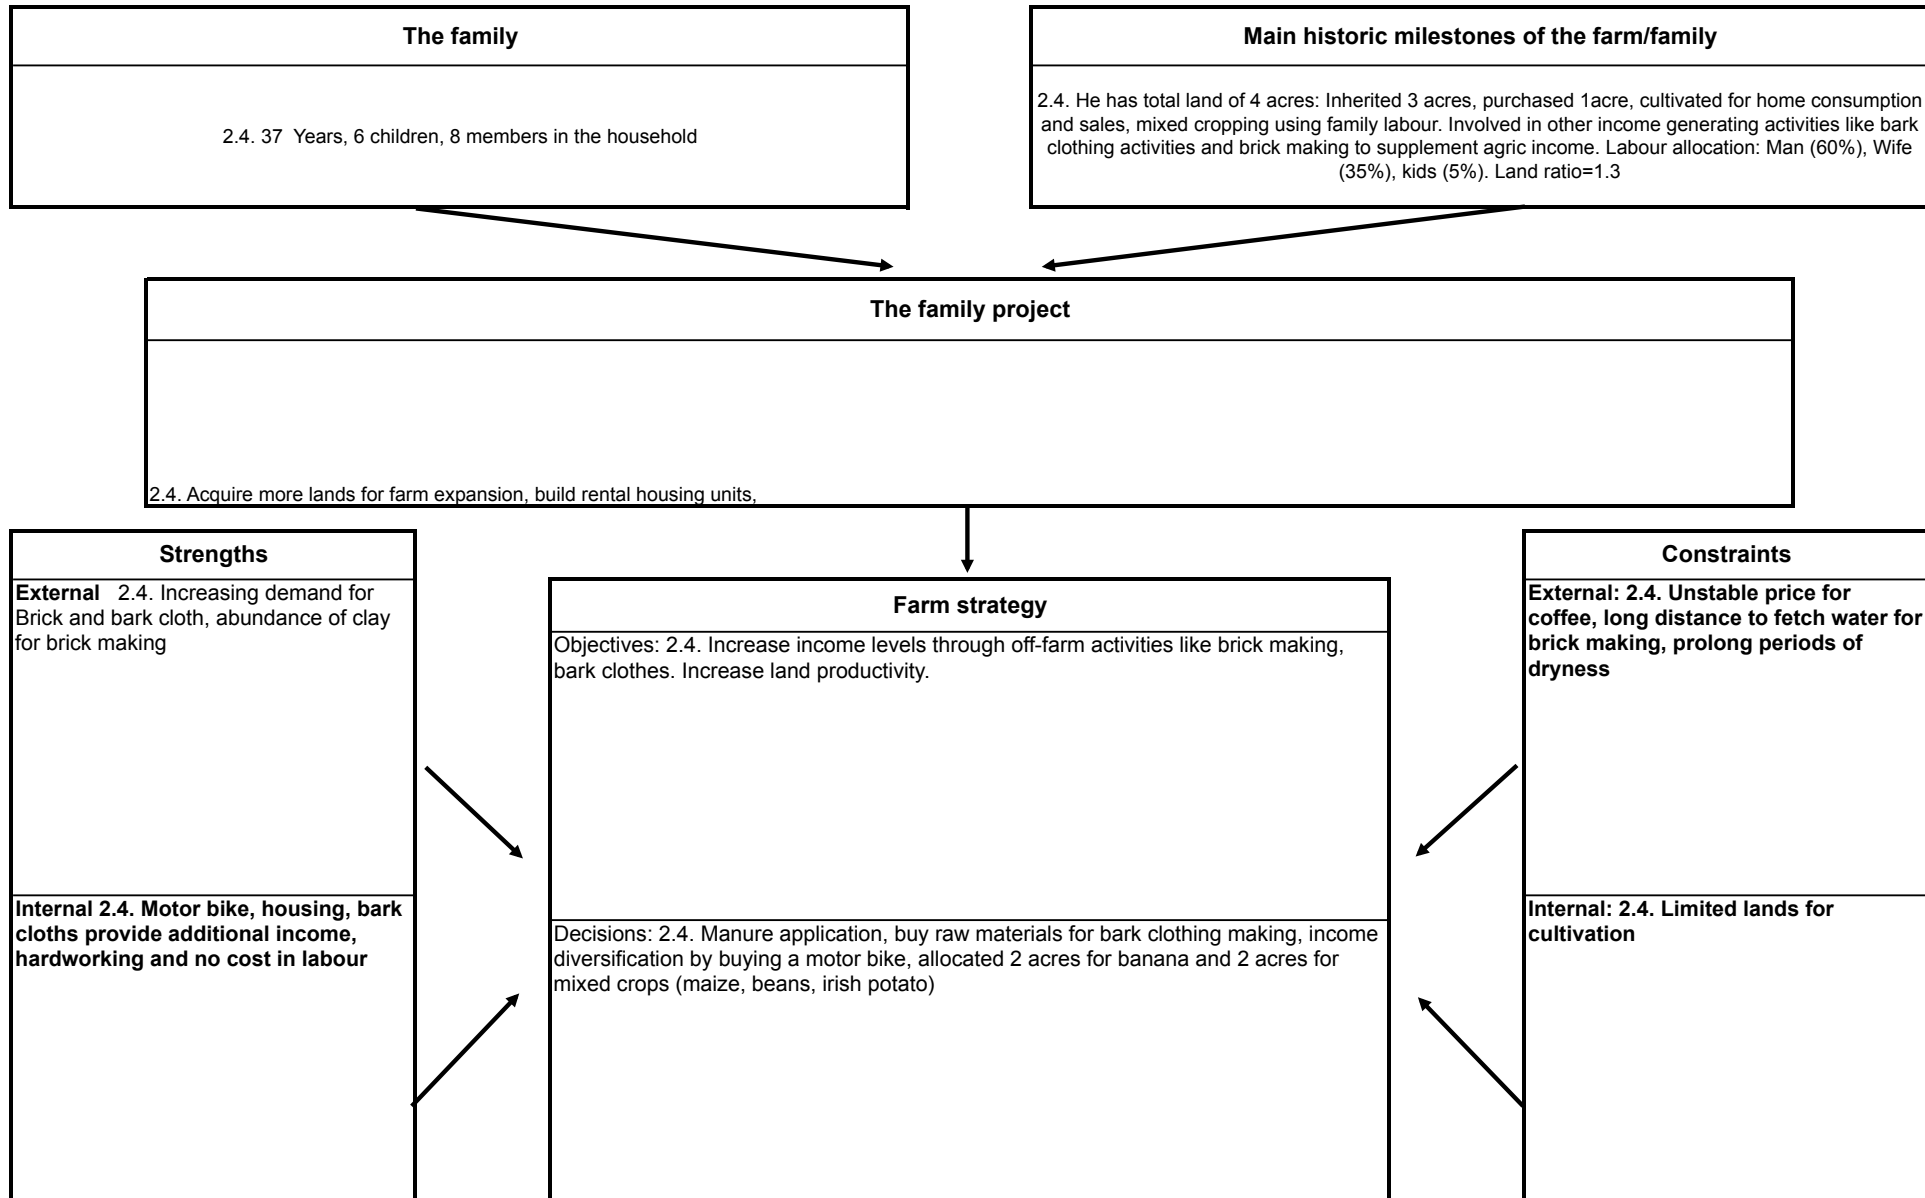 The family
2.4. 37 Years, 6 children, 8 members in the household
Main historic milestones of the farm/family
2.4. He has total land of 4 acres: Inherited 3 acres, purchased 1acre, cultivated for home consumption
and sales, mixed cropping using family labour. Involved in other income generating activities like bark
clothing activities and brick making to supplement agric income. Labour allocation: Man (60%), Wife
(35%), kids (5%). Land ratio=1.3
The family project
2.4. Acquire more lands for farm expansion, build rental housing units,
Strengths
External 2.4. Increasing demand for
Brick and bark cloth, abundance of clay
for brick making
Internal 2.4. Motor bike, housing, bark
cloths provide additional income,
hardworking and no cost in labour
Farm strategy
Objectives: 2.4. Increase income levels through off-farm activities like brick making,
bark clothes. Increase land productivity.
Decisions: 2.4. Manure application, buy raw materials for bark clothing making, income
diversification by buying a motor bike, allocated 2 acres for banana and 2 acres for
mixed crops (maize, beans, irish potato)
Constraints
External: 2.4. Unstable price for
coffee, long distance to fetch water for
brick making, prolong periods of
dryness
Internal: 2.4. Limited lands for
cultivation